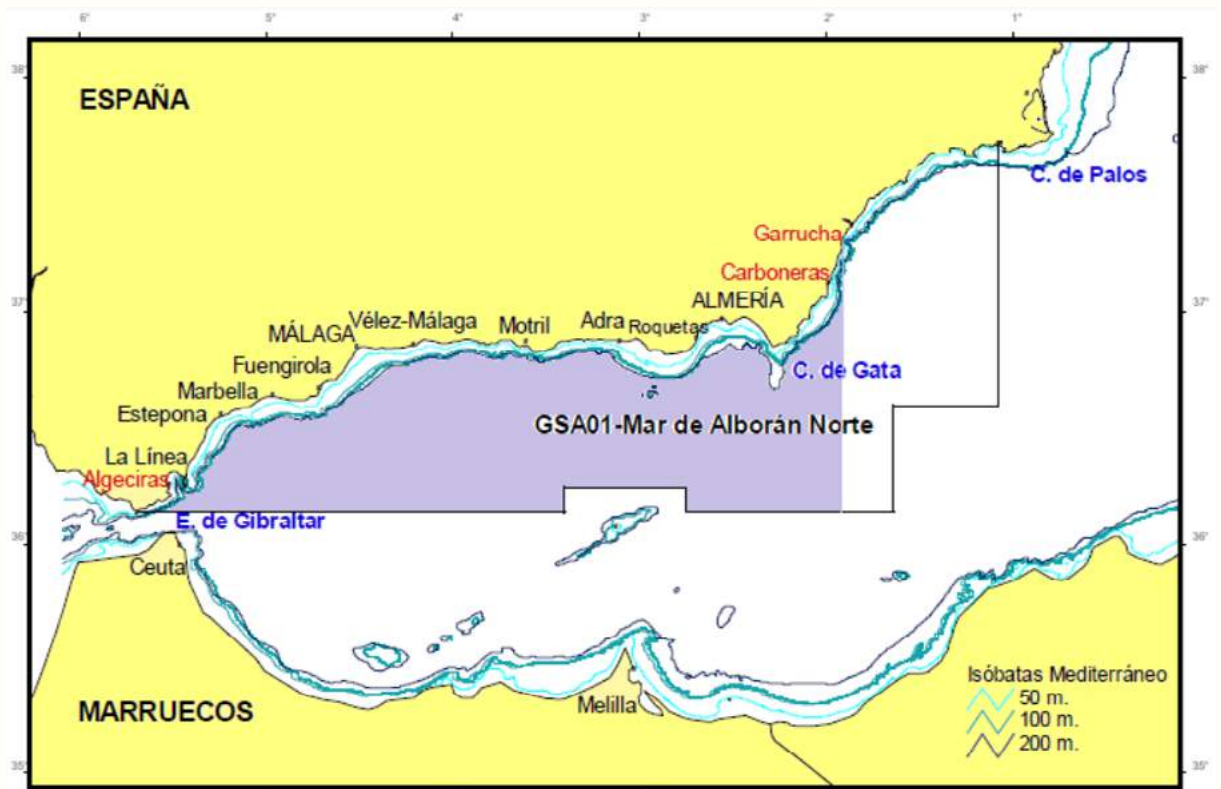 6° 5° 4° 3° 2° 1°
38° 38°
ESPAÑA
C. de Palos
Garrucha
Carboneras
37° 37°
ALMERÍA
MÁLAGA Vélez-Málaga Motril Adra Roquetas
Fuengirola
C. de Gata
Marbella
Estepona
GSA01-Mar de Alborán Norte
La Línea
Algeciras
E. de Gibraltar
36° 36°
Ceuta
Isóbatas Mediterráneo
50 m.
Melilla
MARRUECOS
100 m.
200 m.
35° 35°